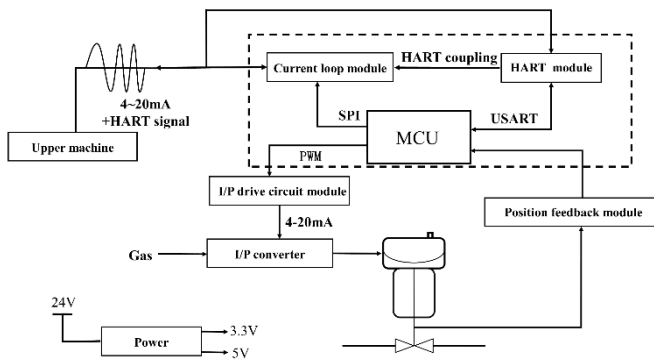 Current loop module
HART coupling
HART module
4~20mA
+HART signal
SPI
USART
Upper machine
MCU
PWM
I/P drive circuit module
Position feedback module
4-20mA
Gas
I/P converter
24V
Power
3.3V
5V